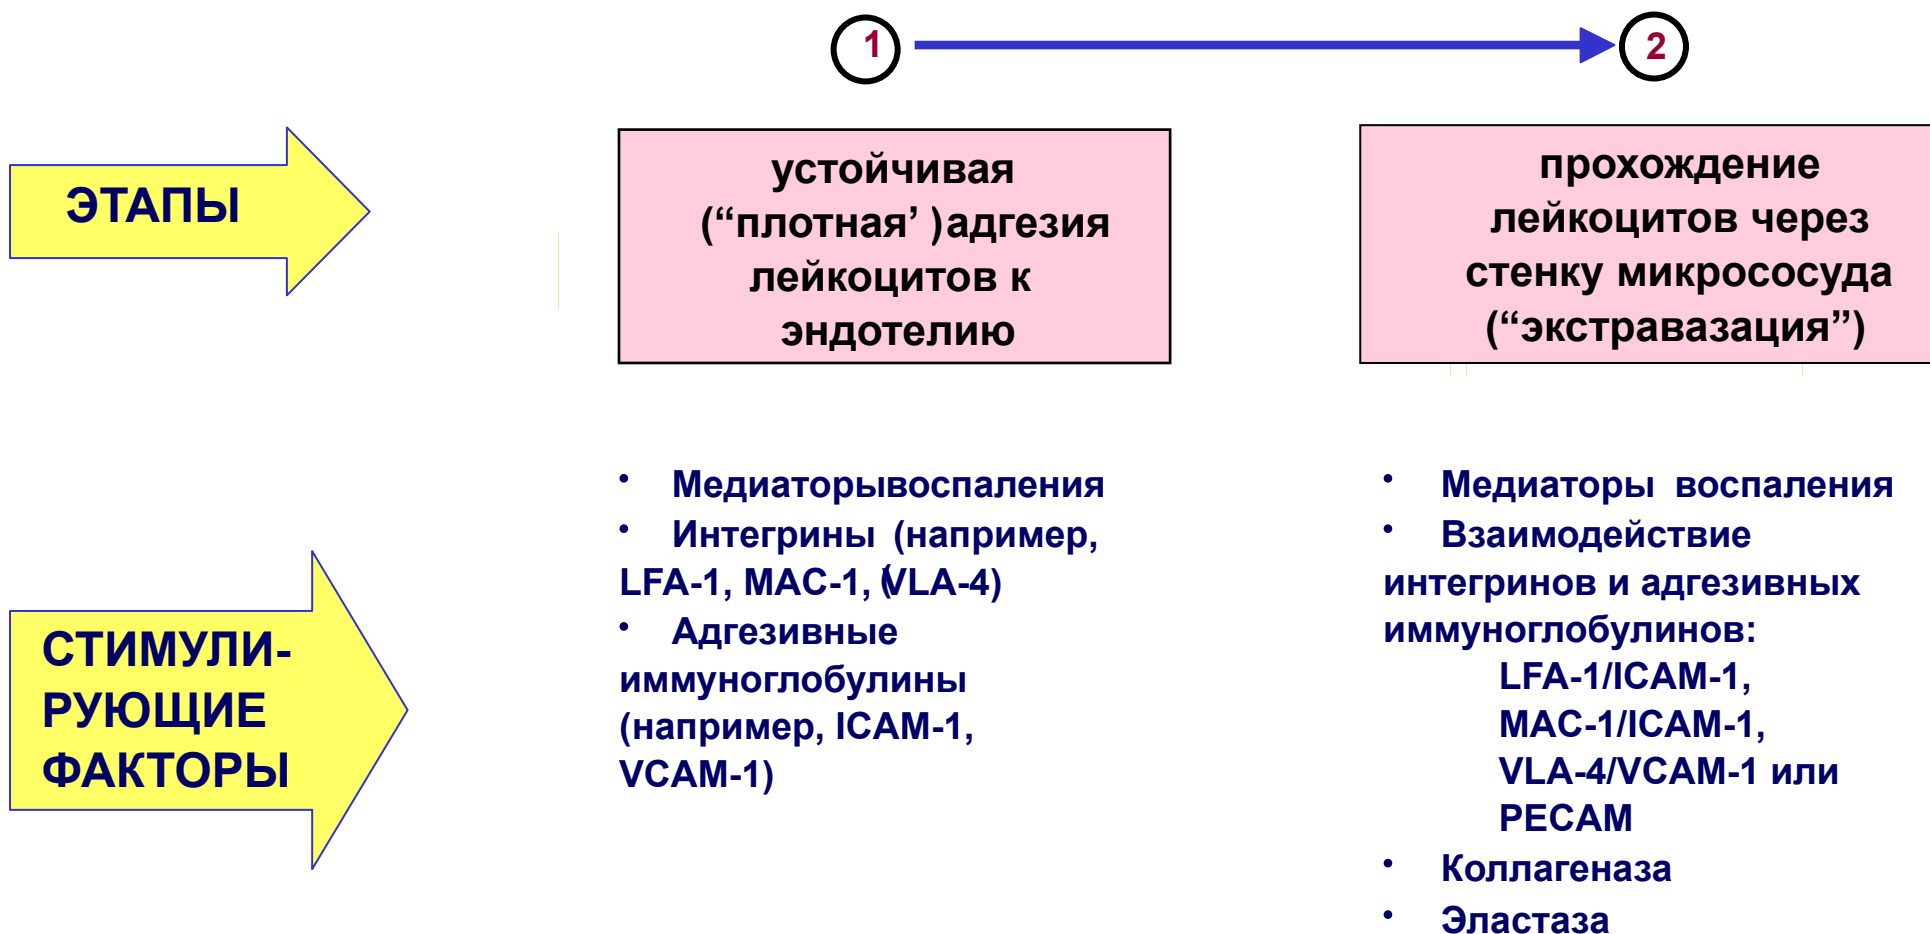 1
2
ЭТАПЫ
устойчивая
(“плотная’ )адгезия
лейкоцитов к
эндотелию
прохождение
лейкоцитов через
стенку микрососуда
(“экстравазация”)
СТИМУЛИ-
РУЮЩИЕ
ФАКТОРЫ
• Медиаторывоспаления
• Интегрины (например,
LFA-1, MAC-1, (VLA-4)
• Адгезивные
иммуноглобулины
(например, ICAM-1,
VCAM-1)
• Медиаторы воспаления
• Взаимодействие
интегринов и адгезивных
иммуноглобулинов:
LFA-1/ICAM-1,
MAC-1/ICAM-1,
VLA-4/VCAM-1 или
PECAM
• Коллагеназа
• Эластаза